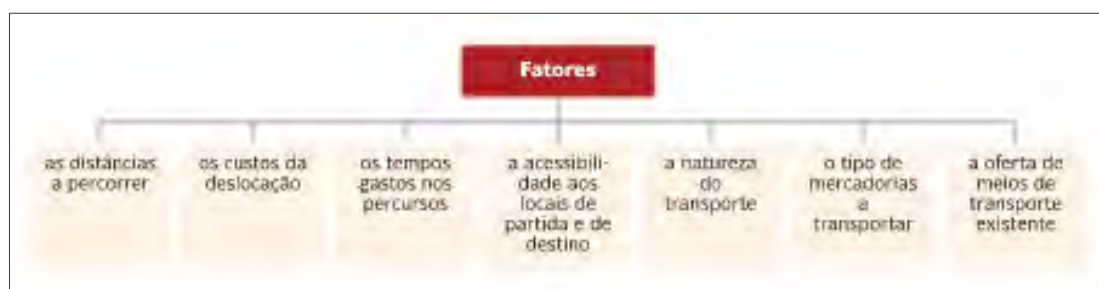 Fatores
as distâncias
a percorrer
os custos da
deslocação
os tempos
gastos nos
percursos
a acessibili-
dade aos
locais de
partida e de
destino
a natureza
do
transporte
o tipo de
mercadorias
a
transportar
a oferta de
meios de
transporte
existente